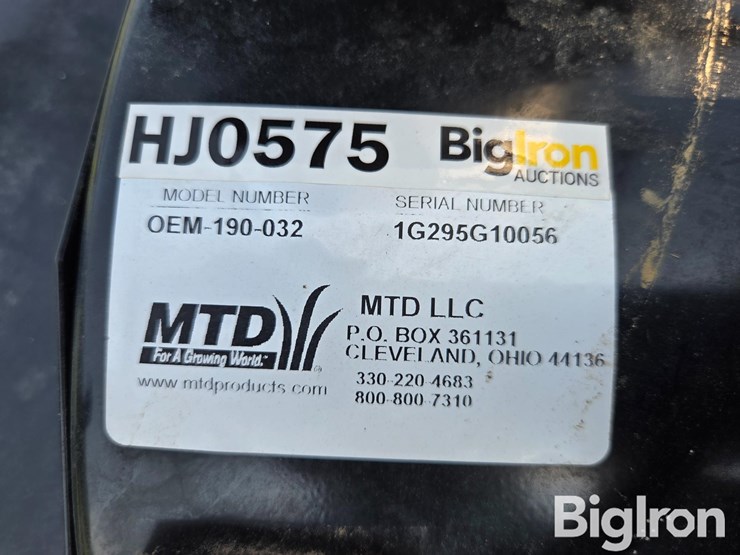 HJ0575 BigIron
AUCTIONS
MODEL NUMBER SERIAL NUMBER
OEM-190-032 1G295G10056
MTD
For A Growing World.™
www.mtdproducts.com
MTD LLC
P.O. BOX 361131
CLEVELAND, OHIO 44136
330-220-4683
800-800-7310
BigIron